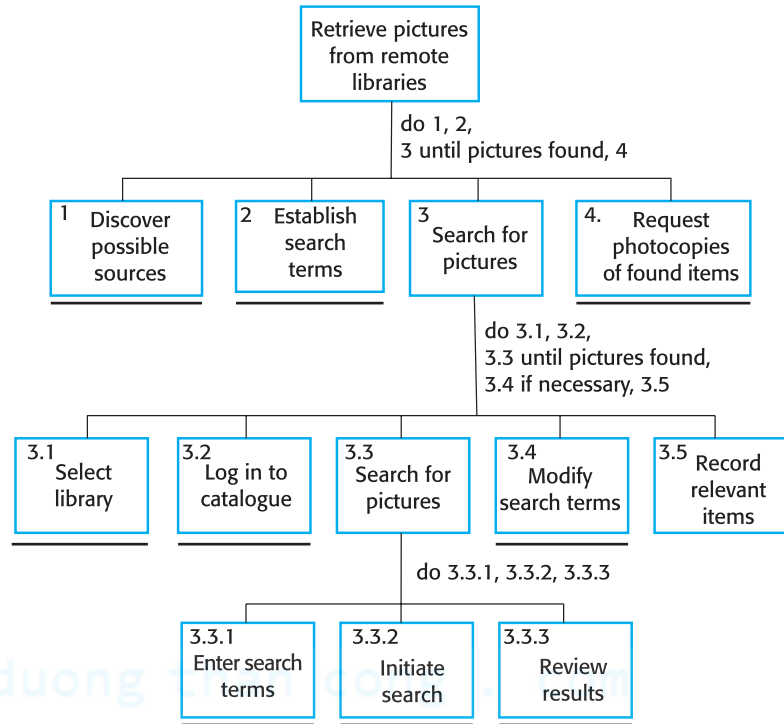 Retrieve pictures
from remote
libraries
do 1, 2,
3 until pictures found, 4
1 Discover
possible
sources
2 Establish
search
terms
3
Search for
pictures
4. Request
photocopies
of found items
do 3.1, 3.2,
3.3 until pictures found,
3.4 if necessary, 3.5
3.1
Select
library
3.2
Log in to
catalogue
3.3
Search for
pictures
3.4
Modify
search terms
3.5 Record
relevant
items
do 3.3.1, 3.3.2, 3.3.3
3.3.1
Enter search
terms
3.3.2
Initiate
search
3.3.3
Review
results
duong than cong . com